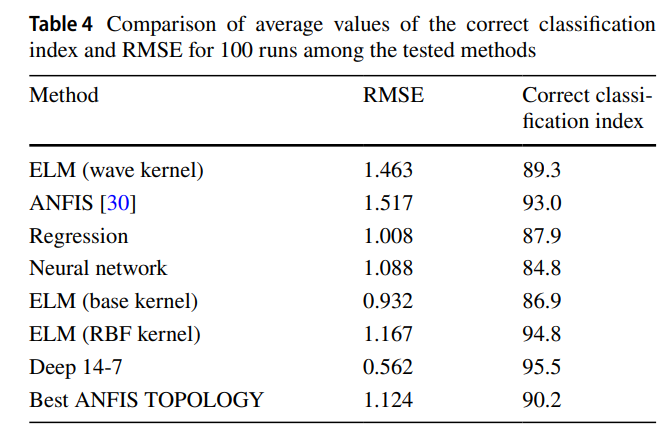 Table 4 Comparison of average values of the correct classification
index and RMSE for 100 runs among the tested methods
Method RMSE Correct classi-
fication index
ELM (wave kernel) 1.463 89.3
ANFIS [30] 1.517 93.0
Regression 1.008 87.9
Neural network 1.088 84.8
ELM (base kernel) 0.932 86.9
ELM (RBF kernel) 1.167 94.8
Deep 14-7 0.562 95.5
Best ANFIS TOPOLOGY 1.124 90.2